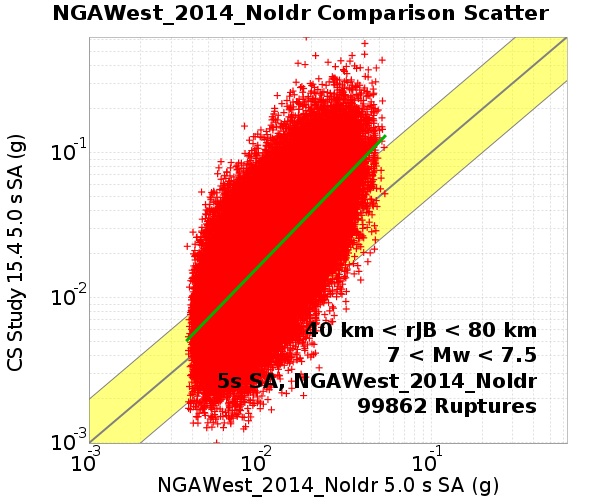 NGAWest_2014_NoIdr Comparison Scatter
CS Study 15.4 5.0 s SA (g)
10-1
10-2
10-3
40 km < rJB < 80 km
7 < Mw < 7.5
5s SA, NGAWest_2014_NoIdr
99862 Ruptures
10-3 10-2 10-1
NGAWest_2014_NoIdr 5.0 s SA (g)